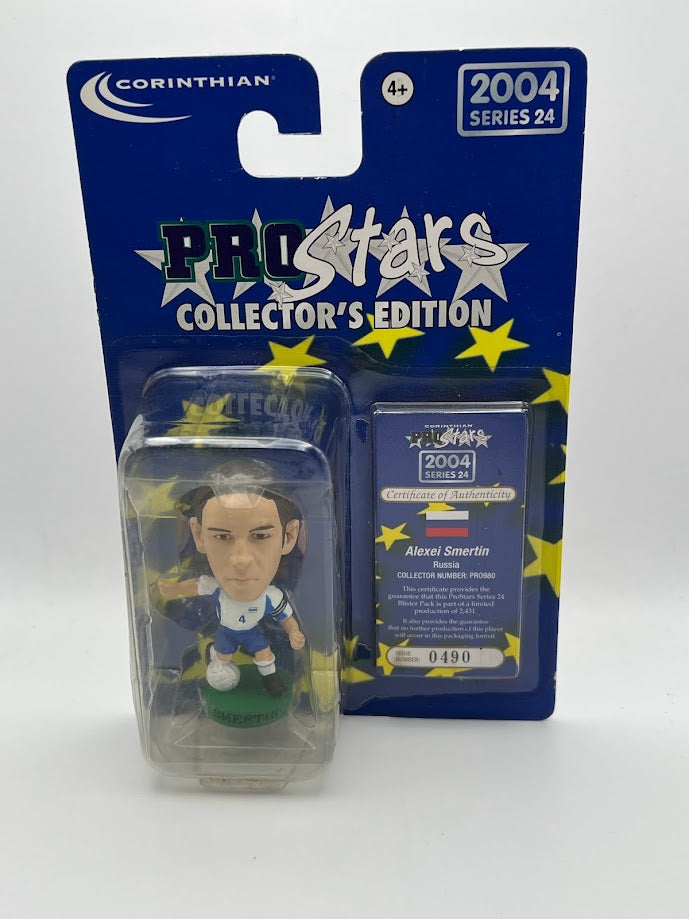 CORINTHIAN
4+
2004
SERIES 24
PROStars
COLLECTOR'S EDITION
COLLECTOR
4
SMERTIN
CORINTHIAN
PROStars
2004
SERIES 24
Certificate of Authenticity
Alexei Smertin
Russia
COLLECTOR NUMBER: PRO980
This certificate provides the
guarantee that this ProStars Series 24
Blister Pack is part of a limited
production of 2,431.
It also provides the guarantee
that no further production of this player
will occur in this packaging format.
ISSUE
NUMBER: 0490